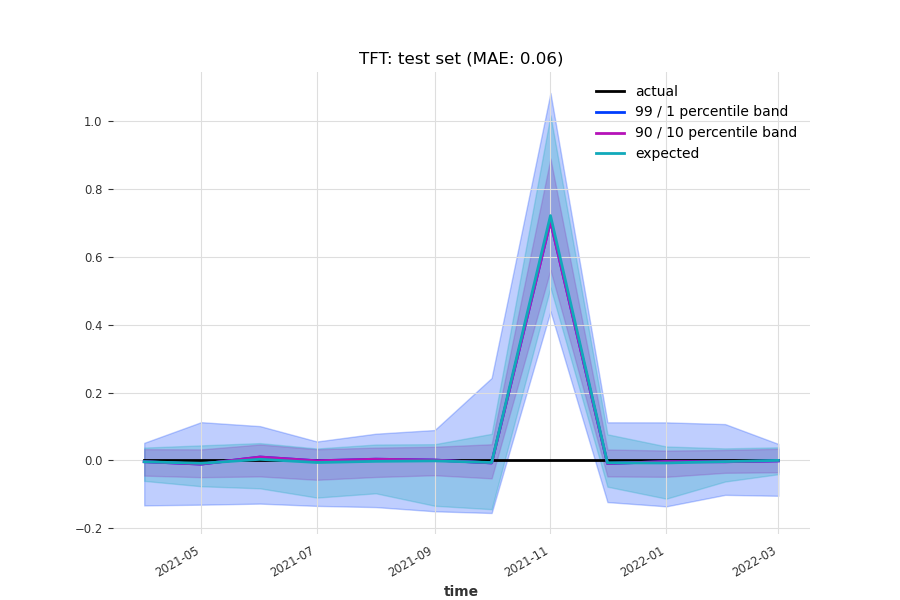 TFT: test set (MAE: 0.06)
actual
99 / 1 percentile band
90 / 10 percentile band
expected
1.0
0.8
0.6
0.4
0.2
0.0
−0.2
2021-05
2021-07
2021-09
2021-11
2022-01
2022-03
time